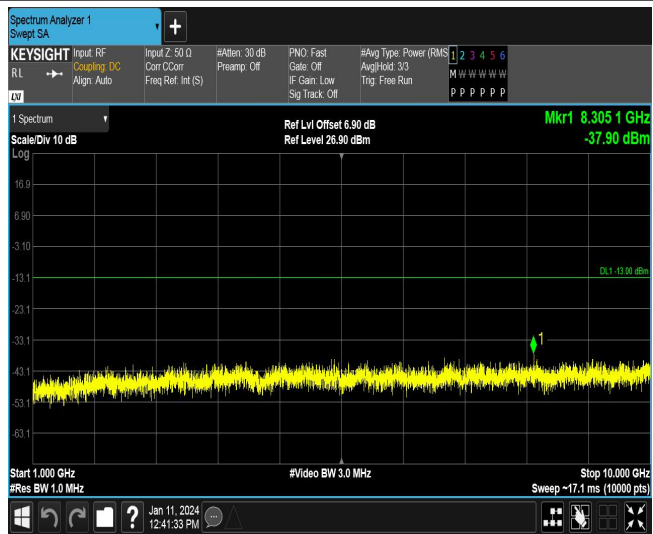 Spectrum Analyzer 1
Swept SA
+
KEYSIGHT Input: RF Input Z: 50 Ω #Atten: 30 dB PNO: Fast #Avg Type: Power (RMS 1 2 3 4 5 6
RL Coupling: DC Corr CCorr Preamp: Off Gate: Off Avg|Hold: 3/3 M W W W W W
Align: Auto Freq Ref: Int (S) IF Gain: Low Trig: Free Run
LXI Sig Track: Off P P P P P P
1 Spectrum Ref Lvl Offset 6.90 dB Mkr1 8.305 1 GHz
Scale/Div 10 dB Ref Level 26.90 dBm -37.90 dBm
Log
16.9
6.90
-3.10
DL1 -13.00 dBm
-13.1
-23.1
-33.1
1
-43.1
-53.1
-63.1
Start 1.000 GHz #Video BW 3.0 MHz Stop 10.000 GHz
#Res BW 1.0 MHz Sweep ~17.1 ms (10000 pts)
? Jan 11, 2024
12:41:33 PM